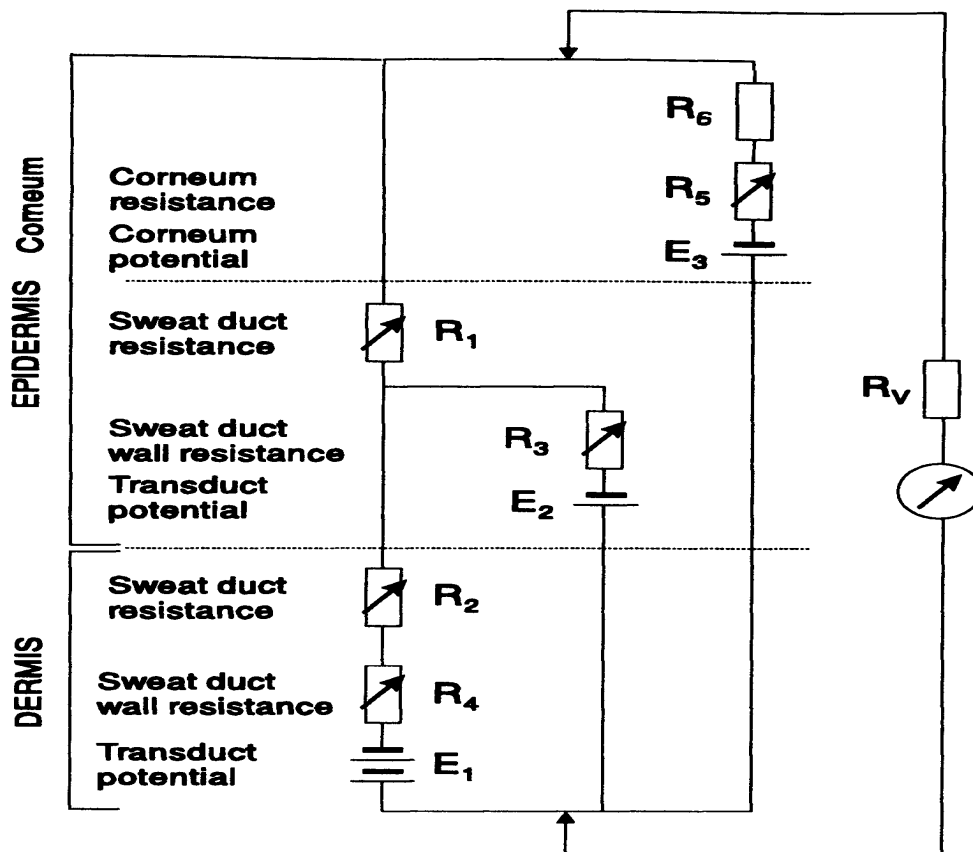 EPIDERMIS
Corneum
Corneum
resistance
Corneum
potential
R6
R5
E3
Sweat duct
resistance
R1
Sweat duct
wall resistance
Transduct
potential
R3
E2
RV
DERMIS
Sweat duct
resistance
R2
Sweat duct
wall resistance
R4
Transduct
potential
E1